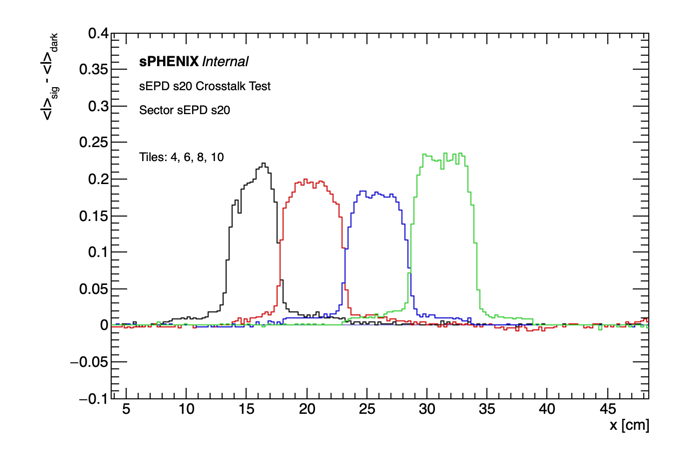 <I>sig - <I>dark
0.4
0.35
0.3
0.25
0.2
0.15
0.1
0.05
0
−0.05
−0.1
sPHENIX Internal
sEPD s20 Crosstalk Test
Sector sEPD s20
Tiles: 4, 6, 8, 10
5 10 15 20 25 30 35 40 45
x [cm]